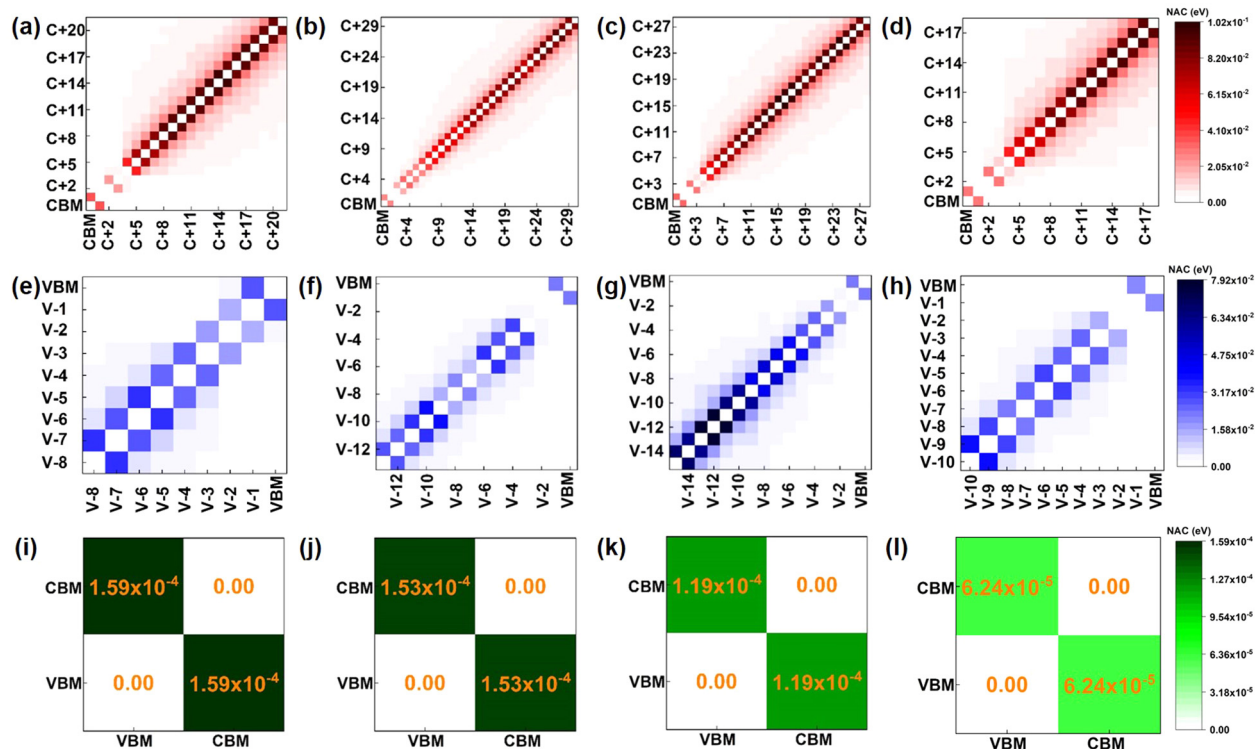 (a)
C+20
C+17
C+14
C+11
C+8
C+5
C+2
CBM
CBM
C+2
C+5
C+8
C+11
C+14
C+17
C+20
(b)
C+29
C+24
C+19
C+14
C+9
C+4
CBM
CBM
C+4
C+9
C+14
C+19
C+24
C+29
(c)
C+27
C+23
C+19
C+15
C+11
C+7
C+3
CBM
CBM
C+3
C+7
C+11
C+15
C+19
C+23
C+27
(d)
C+17
C+14
C+11
C+8
C+5
C+2
CBM
CBM
C+2
C+5
C+8
C+11
C+14
C+17
NAC (eV)
1.02x10⁻¹
8.20x10⁻²
6.15x10⁻²
4.10x10⁻²
2.05x10⁻²
0.00
(e)
VBM
V-1
V-2
V-3
V-4
V-5
V-6
V-7
V-8
V-8
V-7
V-6
V-5
V-4
V-3
V-2
V-1
VBM
(f)
VBM
V-2
V-4
V-6
V-8
V-10
V-12
V-12
V-10
V-8
V-6
V-4
V-2
VBM
(g)
VBM
V-2
V-4
V-6
V-8
V-10
V-12
V-14
V-14
V-12
V-10
V-8
V-6
V-4
V-2
VBM
(h)
VBM
V-1
V-2
V-3
V-4
V-5
V-6
V-7
V-8
V-9
V-10
V-10
V-9
V-8
V-7
V-6
V-5
V-4
V-3
V-2
V-1
VBM
NAC (eV)
7.92x10⁻²
6.34x10⁻²
4.75x10⁻²
3.17x10⁻²
1.58x10⁻²
0.00
(i)
CBM
1.59x10⁻⁴ 0.00
VBM
0.00 1.59x10⁻⁴
VBM CBM
(j)
CBM
1.53x10⁻⁴ 0.00
VBM
0.00 1.53x10⁻⁴
VBM CBM
(k)
CBM
1.19x10⁻⁴ 0.00
VBM
0.00 1.19x10⁻⁴
VBM CBM
(l)
CBM
6.24x10⁻⁵ 0.00
VBM
0.00 6.24x10⁻⁵
VBM CBM
NAC (eV)
1.59x10⁻⁴
1.27x10⁻⁴
9.54x10⁻⁵
6.36x10⁻⁵
3.18x10⁻⁵
0.00